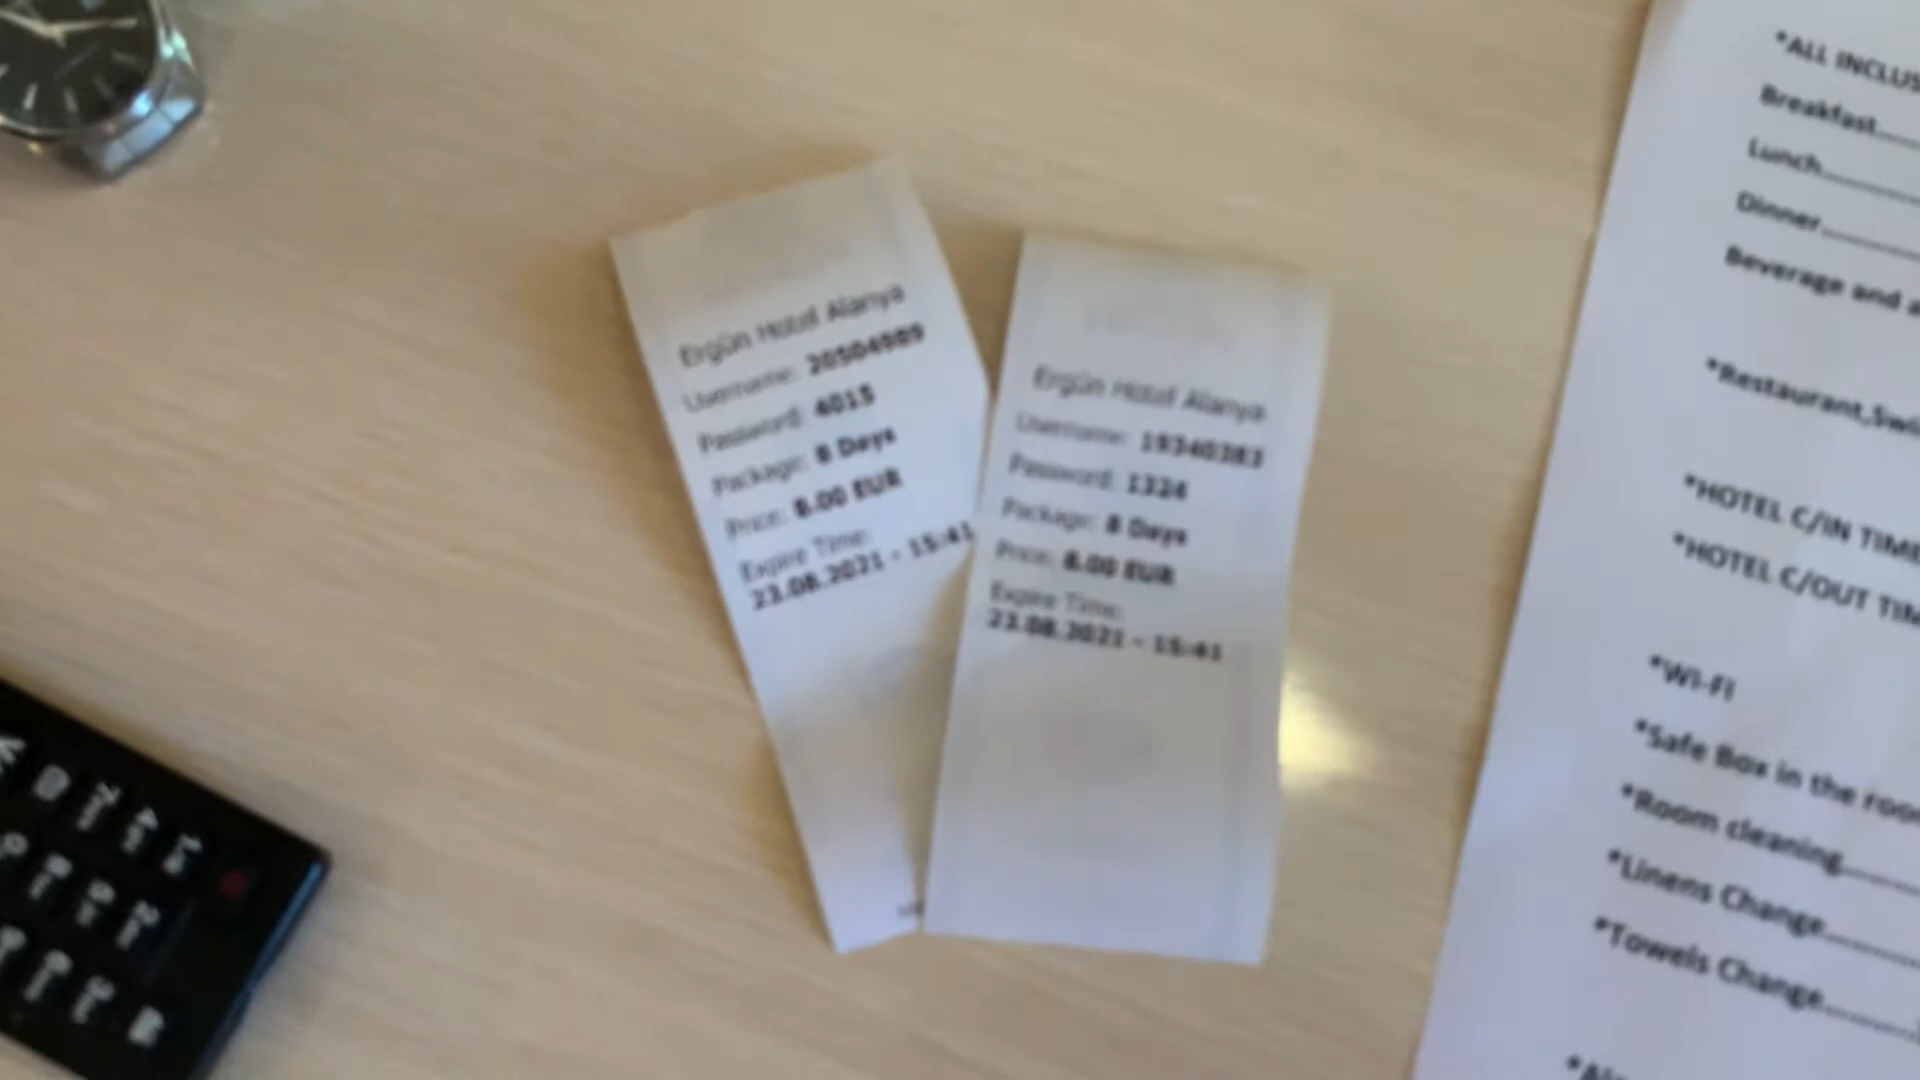 Ergün Hotel Alanya
Username: 20504989
Password: 4015
Package: 8 Days
Price: 8.00 EUR
Expire Time:
23.08.2021 - 15:41
Ergün Hotel Alanya
Username: 19340383
Password: 1324
Package: 8 Days
Price: 8.00 EUR
Expire Time:
23.08.2021 - 15:41
*ALL INCLUS
Breakfast
Lunch
Dinner
Beverage and a
*Restaurant,Swi
*HOTEL C/IN TIME
*HOTEL C/OUT TIM
*WI-FI
*Safe Box in the room
*Room cleaning
*Linens Change
*Towels Change